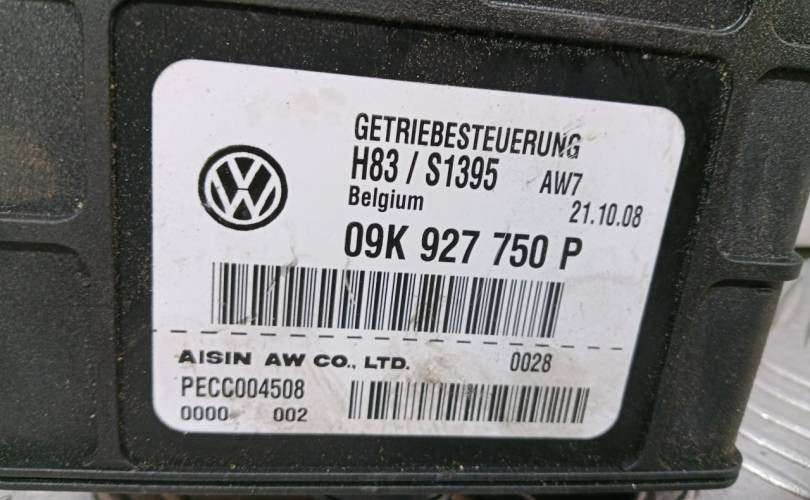 GETRIEBESTEUERUNG
H83 / S1395 AW7
Belgium 21.10.08
09K 927 750 P
AISIN AW CO., LTD. 0028
PECC004508
0000 002